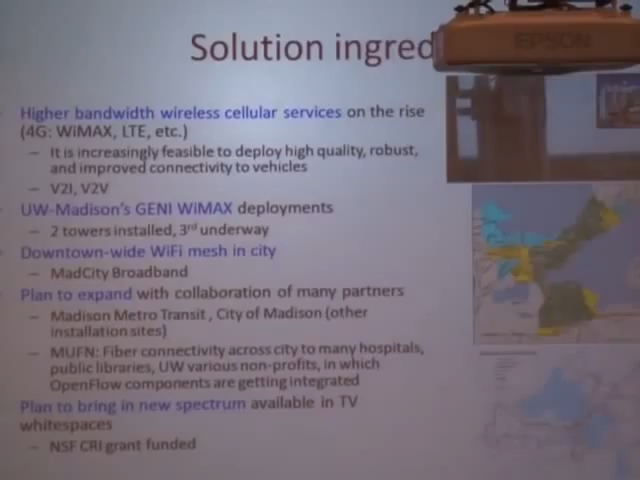 Solution ingred
EPSON
Higher bandwidth wireless cellular services on the rise
(4G: WiMAX, LTE, etc.)
– It is increasingly feasible to deploy high quality, robust,
and improved connectivity to vehicles
– V2I, V2V
UW-Madison's GENI WiMAX deployments
– 2 towers installed, 3rd underway
Downtown-wide WiFi mesh in city
– MadCity Broadband
Plan to expand with collaboration of many partners
– Madison Metro Transit , City of Madison (other
installation sites)
– MUFN: Fiber connectivity across city to many hospitals,
public libraries, UW various non-profits, in which
OpenFlow components are getting integrated
Plan to bring in new spectrum available in TV
whitespaces
– NSF CRI grant funded